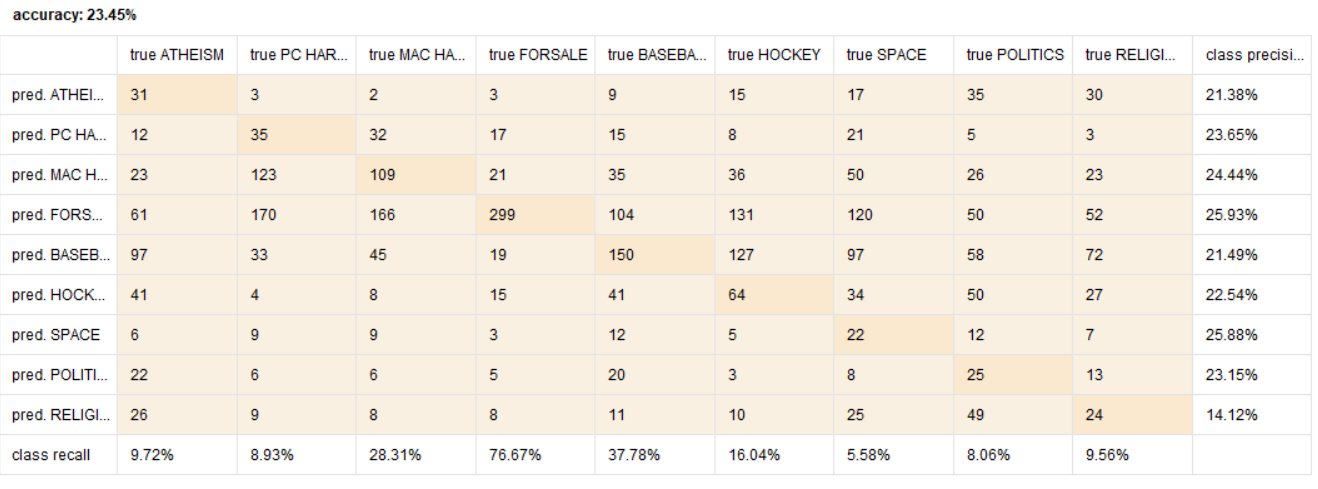 accuracy: 23.45%
true ATHEISM true PC HAR... true MAC HA... true FORSALE true BASEBA... true HOCKEY true SPACE true POLITICS true RELIGI... class precisi...
pred. ATHEI... 31 3 2 3 9 15 17 35 30 21.38%
pred. PC HA... 12 35 32 17 15 8 21 5 3 23.65%
pred. MAC H... 23 123 109 21 35 36 50 26 23 24.44%
pred. FORS... 61 170 166 299 104 131 120 50 52 25.93%
pred. BASEB... 97 33 45 19 150 127 97 58 72 21.49%
pred. HOCK... 41 4 8 15 41 64 34 50 27 22.54%
pred. SPACE 6 9 9 3 12 5 22 12 7 25.88%
pred. POLITI... 22 6 6 5 20 3 8 25 13 23.15%
pred. RELIGI... 26 9 8 8 11 10 25 49 24 14.12%
class recall 9.72% 8.93% 28.31% 76.67% 37.78% 16.04% 5.58% 8.06% 9.56%